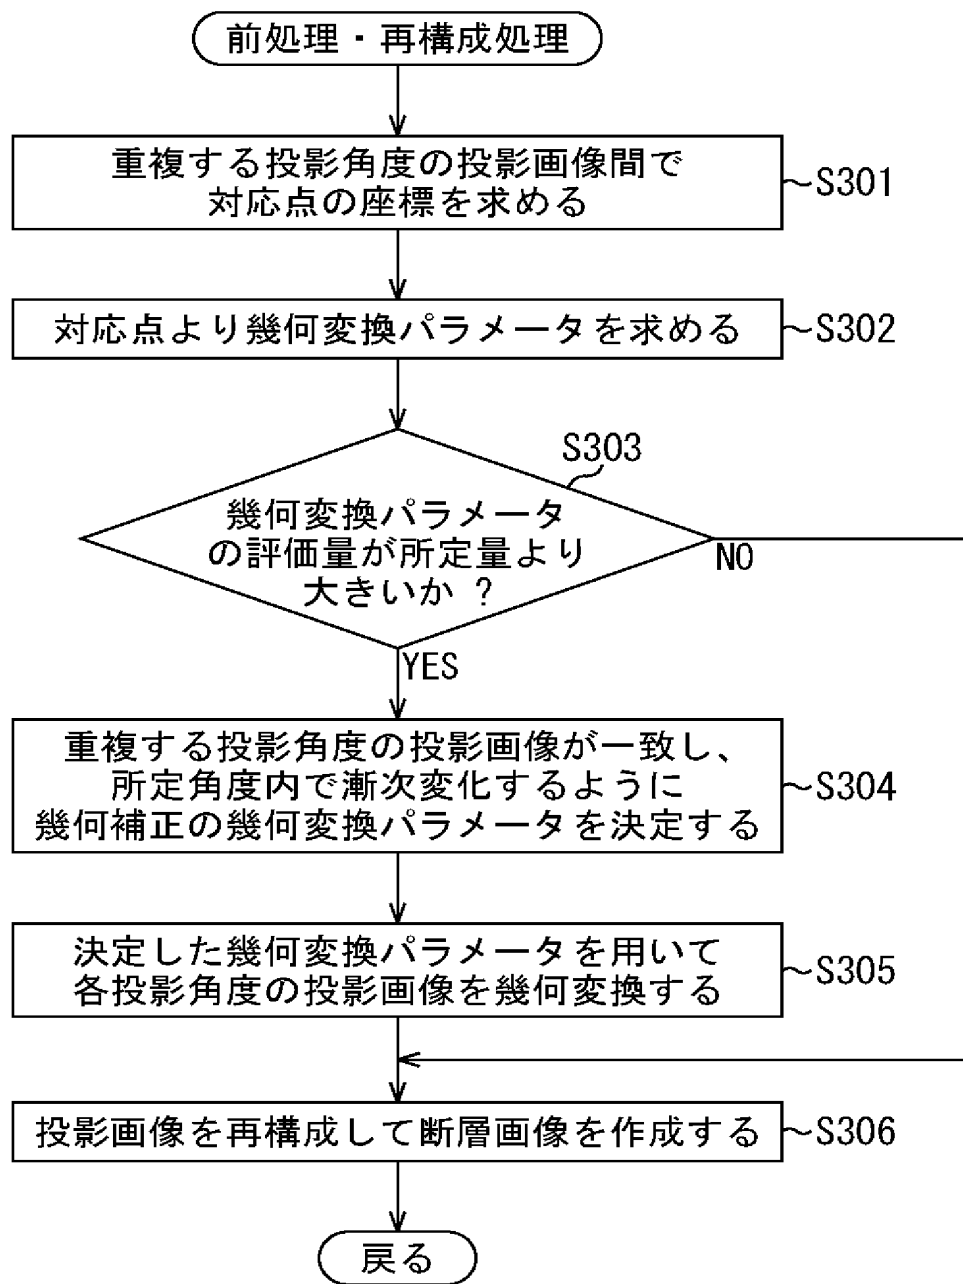 前処理・再構成処理
重複する投影角度の投影画像間で
対応点の座標を求める
S301
対応点より幾何変換パラメータを求める
S302
S303
幾何変換パラメータ
の評価量が所定量より
大きいか ?
NO
YES
重複する投影角度の投影画像が一致し、
所定角度内で漸次変化するように
幾何補正の幾何変換パラメータを決定する
S304
決定した幾何変換パラメータを用いて
各投影角度の投影画像を幾何変換する
S305
投影画像を再構成して断層画像を作成する
S306
戻る